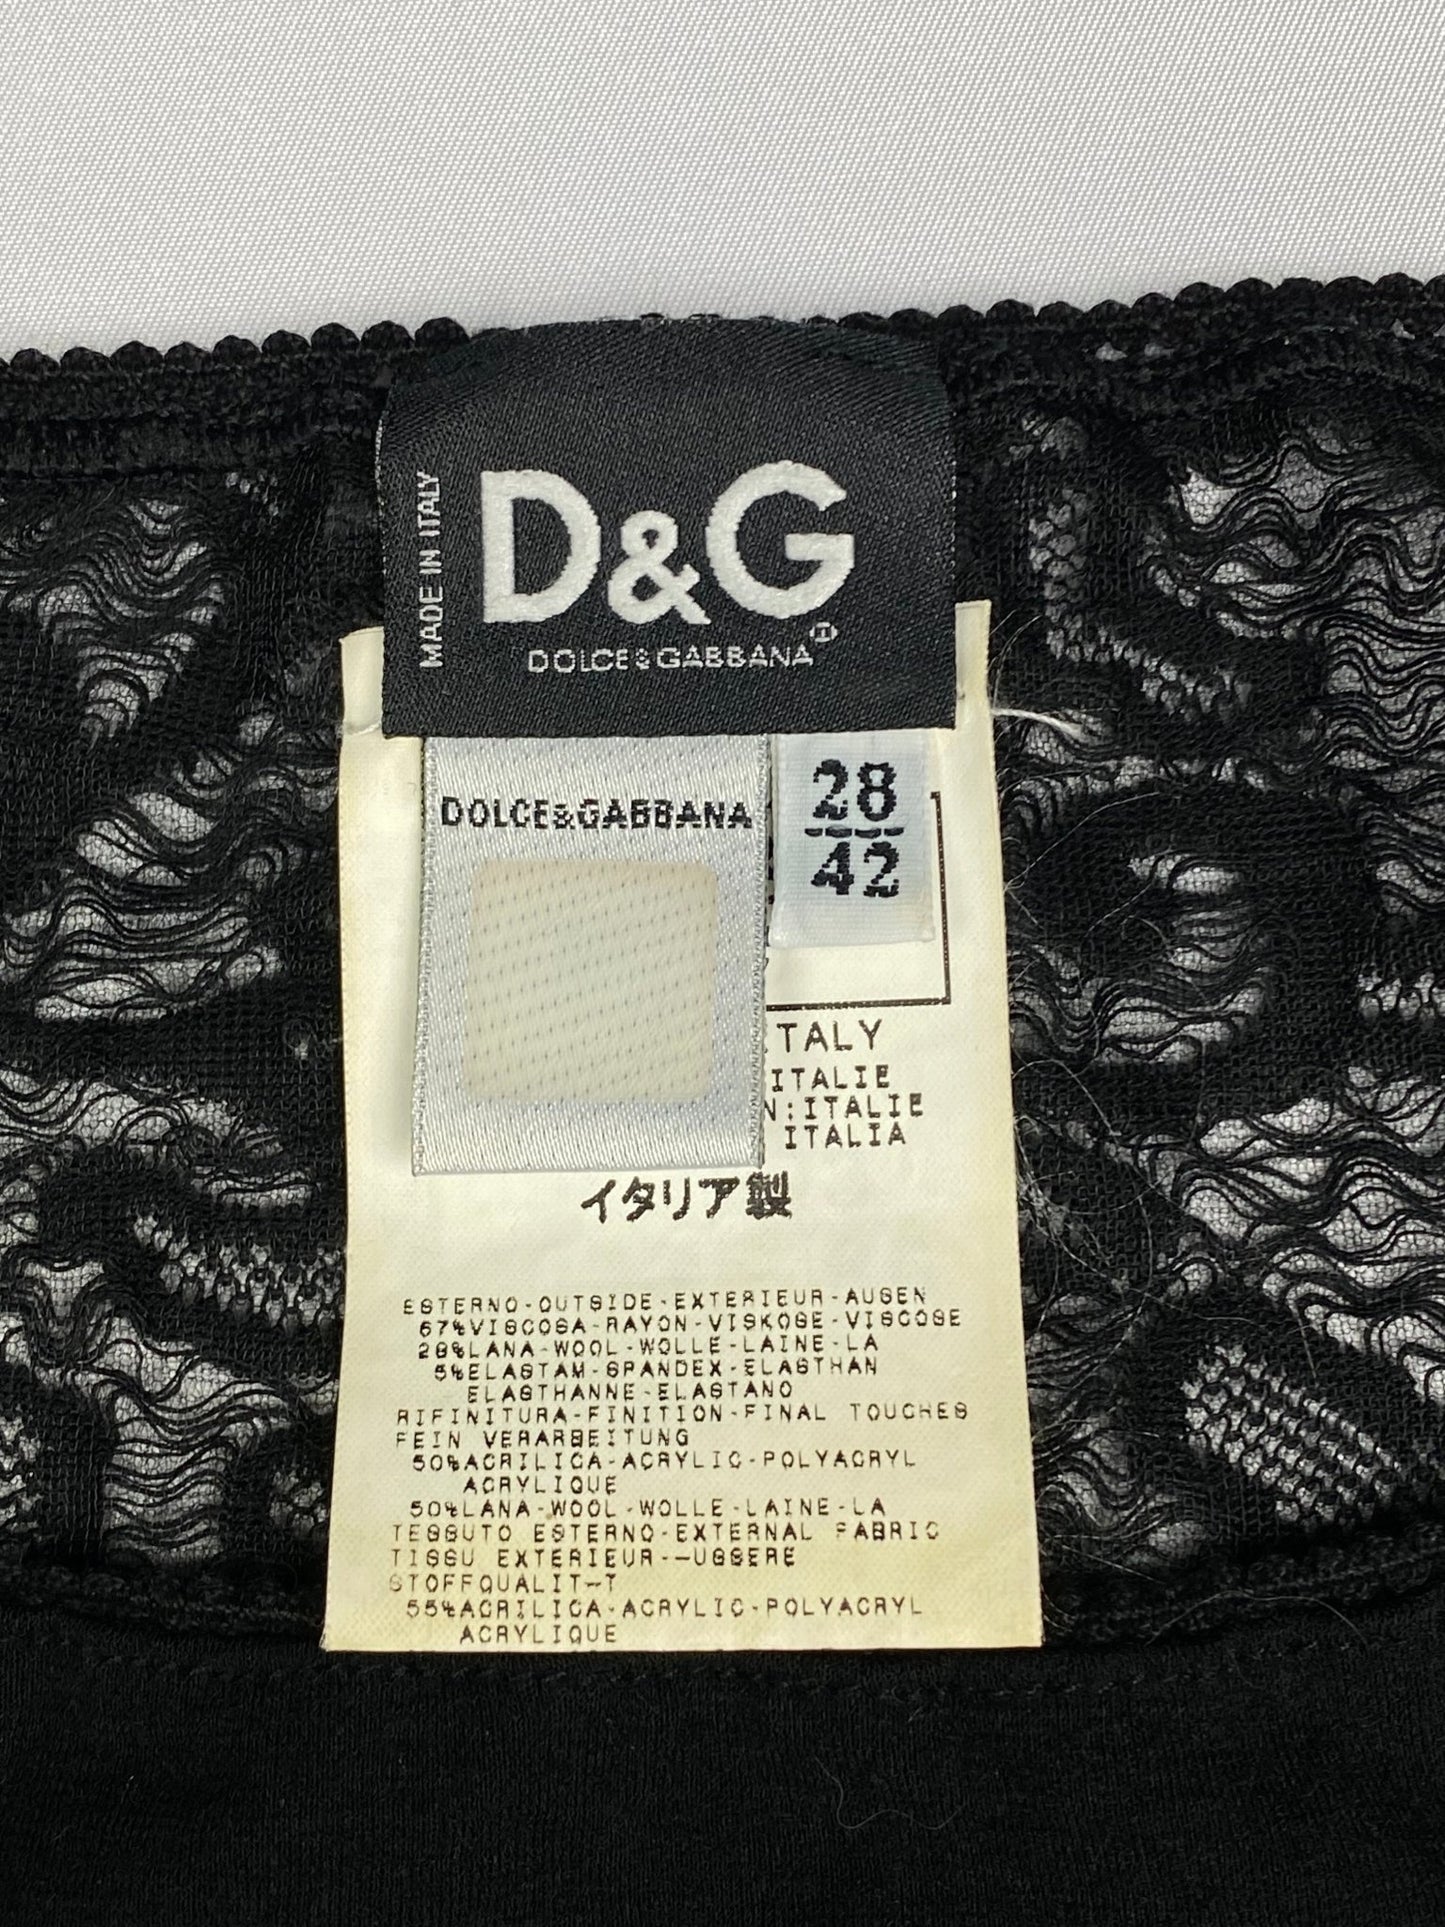 MADE IN ITALY
D&G
DOLCE&GABBANA
DOLCE&GABBANA
28
42
ITALY
ITALIE
N:ITALIE
ITALIA
イタリア製
ESTERNO-OUTSIDE-EXTERIEUR-AUSEN
67%VISCOSA-RAYON-VISKOSE-VISCOSE
28%LANA-WOOL-WOLLE-LAINE-LA
5%ELASTAM-SPANDEX-ELASTHAN
ELASTHANNE-ELASTANO
RIFINITURA-FINITION-FINAL TOUCHES
FEIN VERARBEITUNG
50%ACRILICA-ACRYLIC-POLYACRYL
ACRYLIQUE
50%LANA-WOOL-WOLLE-LAINE-LA
TESSUTO ESTERNO-EXTERNAL FABRIC
TISSU EXTERIEUR--USSERE
STOFFQUALIT-T
55%ACRILICA-ACRYLIC-POLYACRYL
ACRYLIQUE